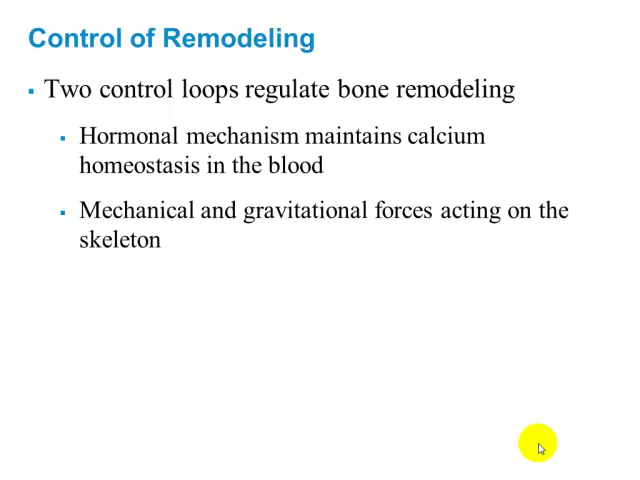 Control of Remodeling
▪ Two control loops regulate bone remodeling
▪ Hormonal mechanism maintains calcium
homeostasis in the blood
▪ Mechanical and gravitational forces acting on the
skeleton